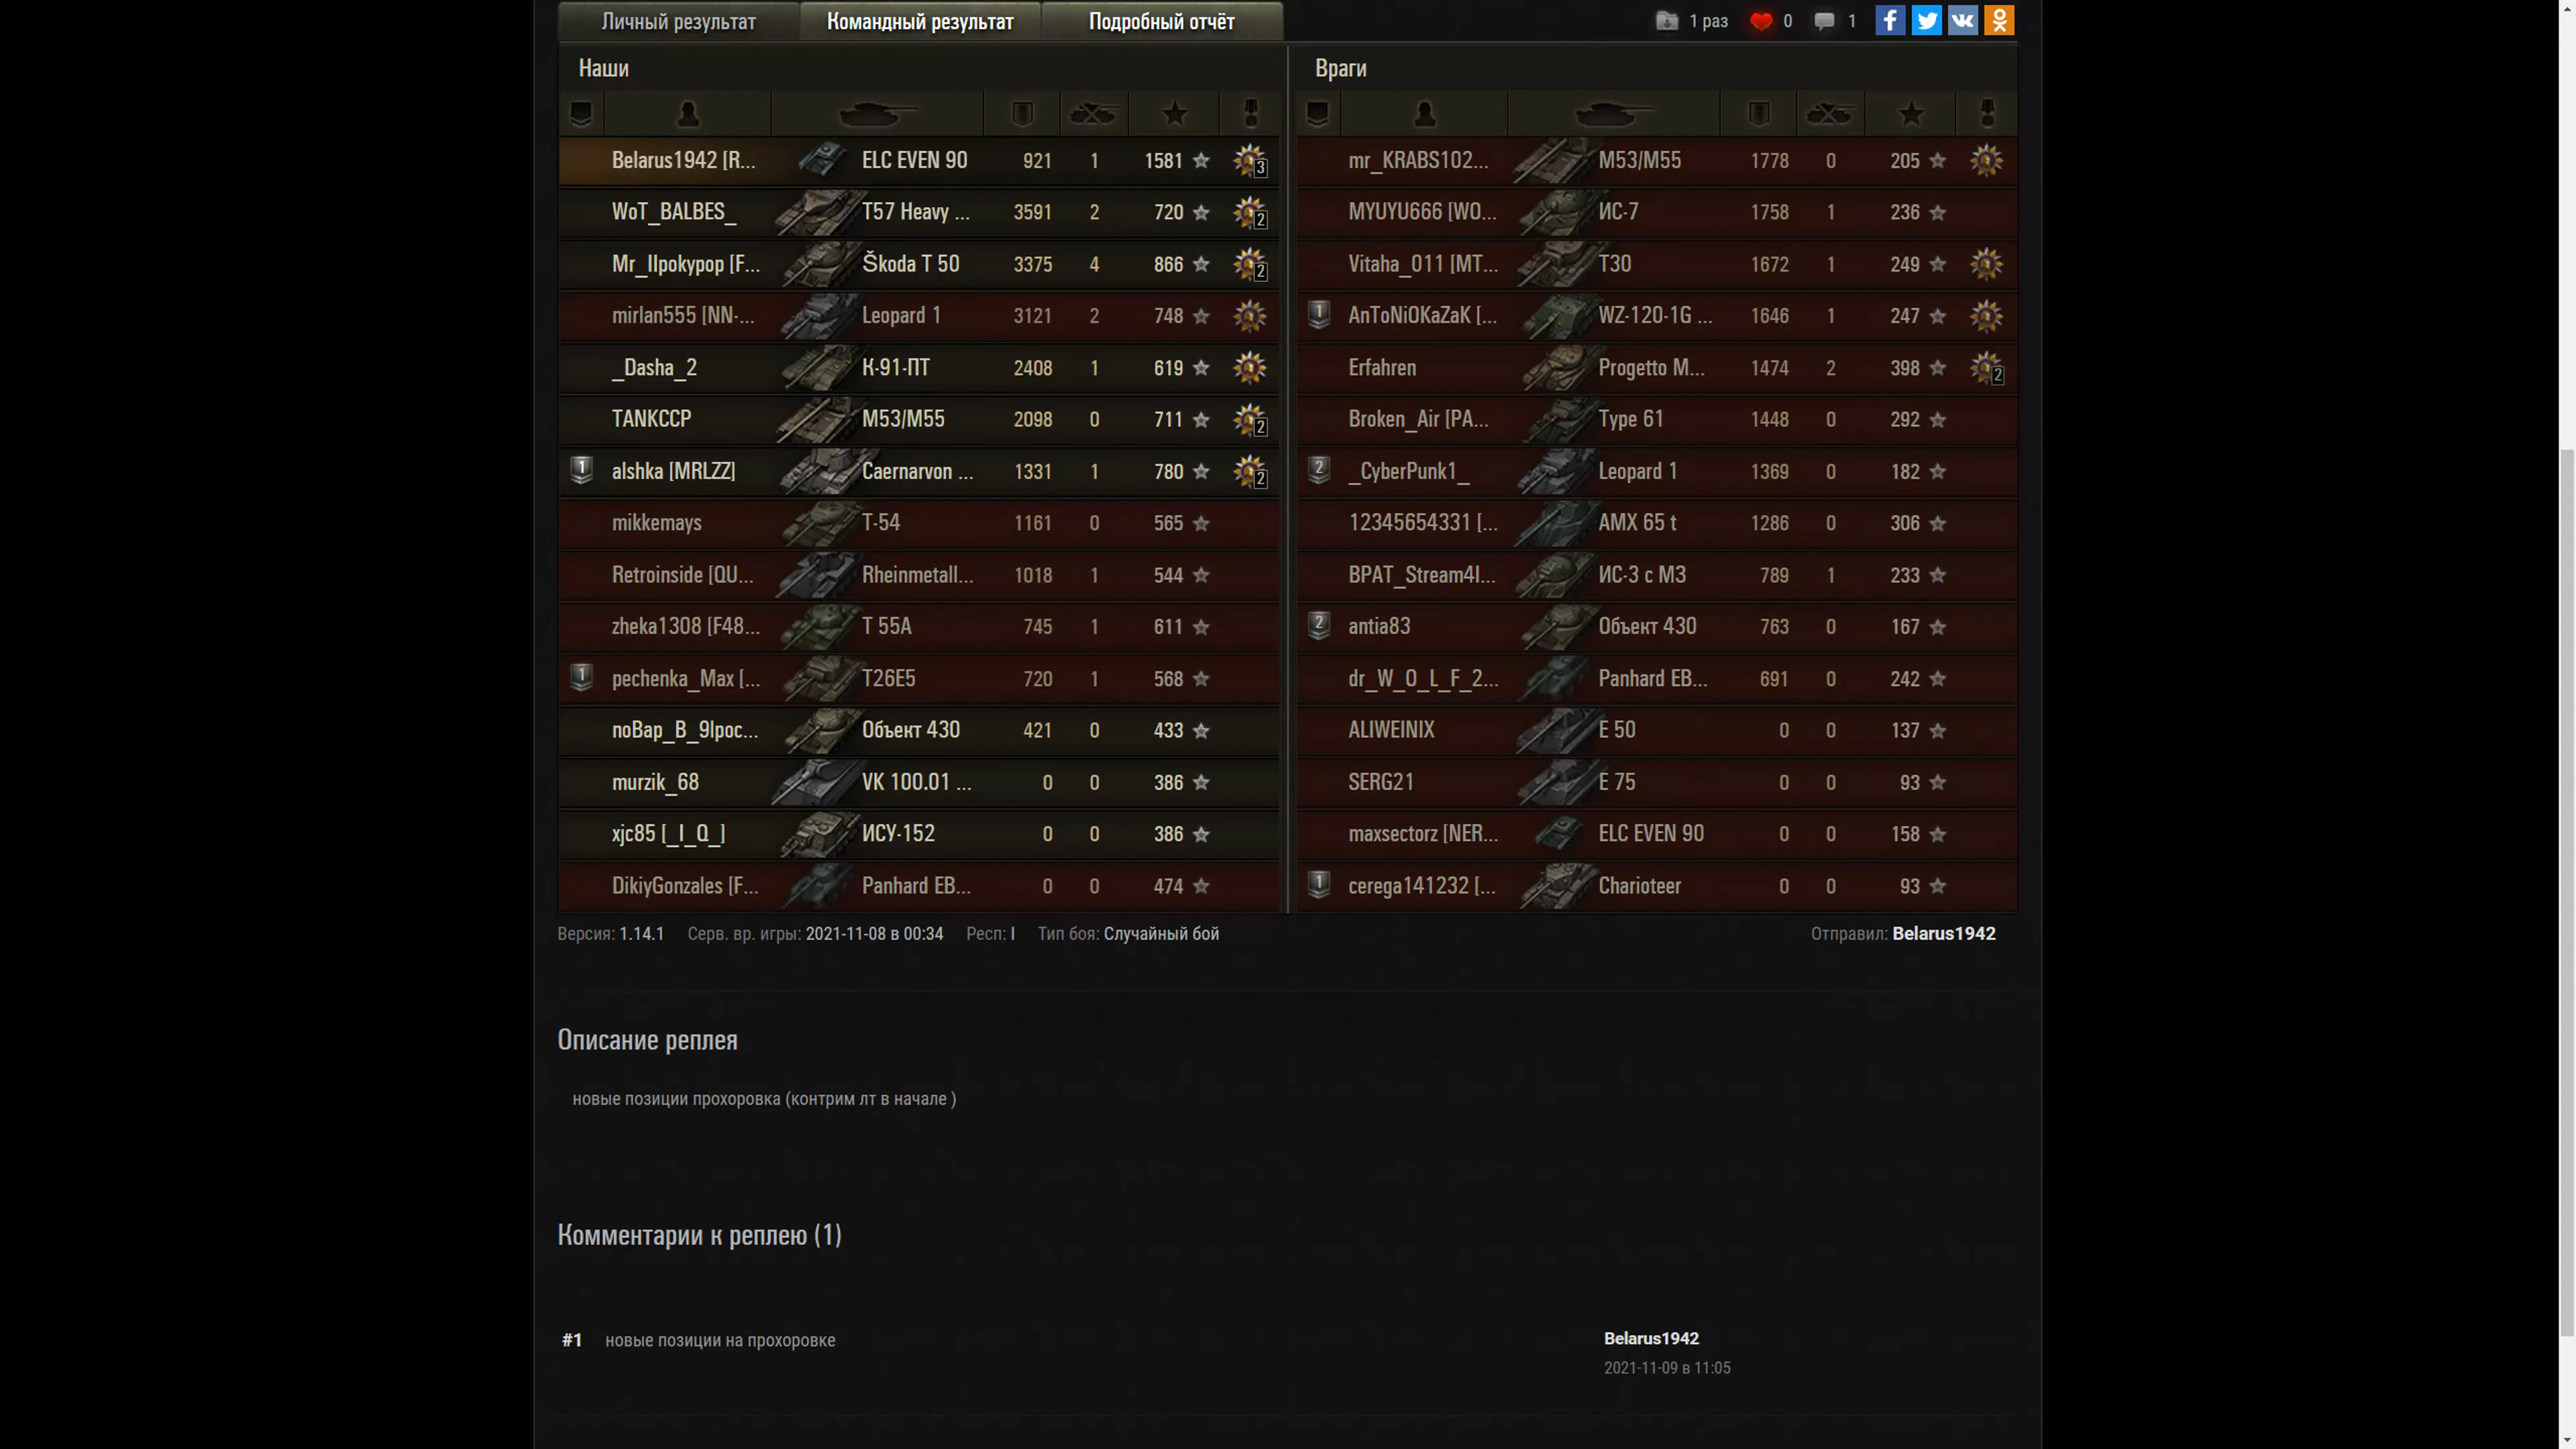 Личный результат Командный результат Подробный отчёт 1 раз 0 1
Наши Враги
Belarus1942 [R... ELC EVEN 90 921 1 1581 3
mr_KRABS102... M53/M55 1778 0 205
WoT_BALBES_ T57 Heavy ... 3591 2 720 2
MYUYU666 [WO... ИС-7 1758 1 236
Mr_IIpokypop [F... Škoda T 50 3375 4 866 2
Vitaha_011 [MT... T30 1672 1 249
mirlan555 [NN-... Leopard 1 3121 2 748
1 AnToNiOKaZaK [... WZ-120-1G ... 1646 1 247
_Dasha_2 К-91-ПТ 2408 1 619
Erfahren Progetto M... 1474 2 398 2
TANKCCP M53/M55 2098 0 711 2
Broken_Air [PA... Type 61 1448 0 292
1 alshka [MRLZZ] Caernarvon ... 1331 1 780 2
2 _CyberPunk1_ Leopard 1 1369 0 182
mikkemays Т-54 1161 0 565
12345654331 [... AMX 65 t 1286 0 306
Retroinside [QU... Rheinmetall... 1018 1 544
BPAT_Stream4I... ИС-3 с МЗ 789 1 233
zheka1308 [F48... T 55A 745 1 611
2 antia83 Объект 430 763 0 167
1 pechenka_Max [... T26E5 720 1 568
dr_W_O_L_F_2... Panhard EB... 691 0 242
noBap_B_9Ipoc... Объект 430 421 0 433
ALIWEINIX E 50 0 0 137
murzik_68 VK 100.01 ... 0 0 386
SERG21 E 75 0 0 93
xjc85 [_I_Q_] ИСУ-152 0 0 386
maxsectorz [NER... ELC EVEN 90 0 0 158
DikiyGonzales [F... Panhard EB... 0 0 474
1 cerega141232 [... Charioteer 0 0 93
Версия: 1.14.1 Серв. вр. игры: 2021-11-08 в 00:34 Респ: I Тип боя: Случайный бой Отправил: Belarus1942
Описание реплея
новые позиции прохоровка (контрим лт в начале )
Комментарии к реплею (1)
#1 новые позиции на прохоровке Belarus1942
2021-11-09 в 11:05